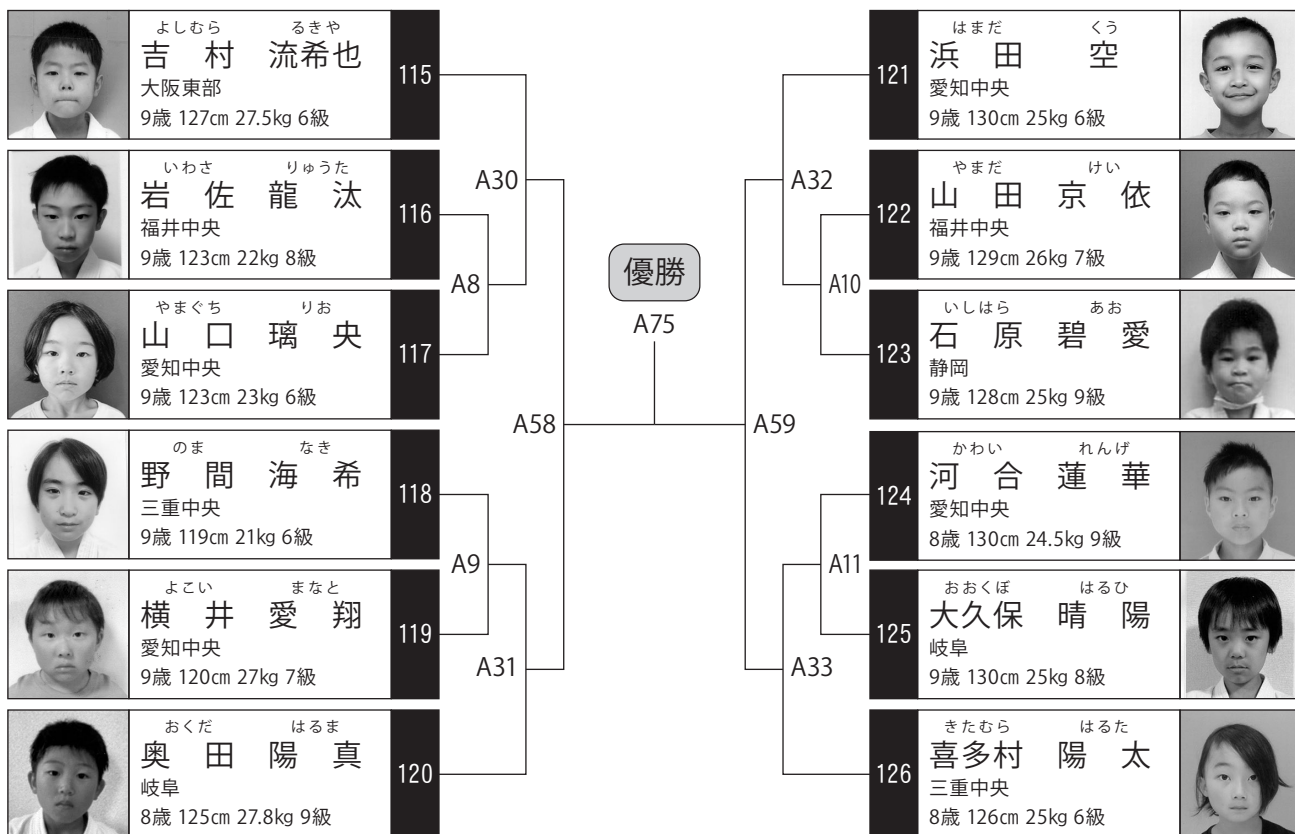 よしむら るきや
吉村 流希也
大阪東部
9歳 127cm 27.5kg 6級
115
いわさ りゅうた
岩佐 龍汰
福井中央
9歳 123cm 22kg 8級
116
やまぐち りお
山口 璃央
愛知中央
9歳 123cm 23kg 6級
117
のま なき
野間 海希
三重中央
9歳 119cm 21kg 6級
118
よこい まなと
横井 愛翔
愛知中央
9歳 120cm 27kg 7級
119
おくだ はるま
奥田 陽真
岐阜
8歳 125cm 27.8kg 9級
120
A30
A8
A58
A9
A31
優勝
A75
A32
A10
A59
A11
A33
はまだ くう
浜田 空
愛知中央
9歳 130cm 25kg 6級
121
やまだ けい
山田 京依
福井中央
9歳 129cm 26kg 7級
122
いしはら あお
石原 碧愛
静岡
9歳 128cm 25kg 9級
123
かわい れんげ
河合 蓮華
愛知中央
8歳 130cm 24.5kg 9級
124
おおくぼ はるひ
大久保 晴陽
岐阜
9歳 130cm 25kg 8級
125
きたむら はるた
喜多村 陽太
三重中央
8歳 126cm 25kg 6級
126